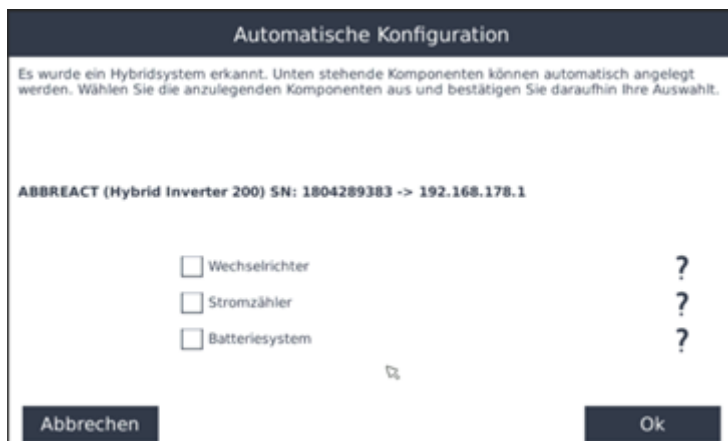 Automatische Konfiguration
Es wurde ein Hybridsystem erkannt. Unten stehende Komponenten können automatisch angelegt
werden. Wählen Sie die anzulegenden Komponenten aus und bestätigen Sie daraufhin Ihre Auswahlt.
ABBREACT (Hybrid Inverter 200) SN: 1804289383 -> 192.168.178.1
Wechselrichter ?
Stromzähler ?
Batteriesystem ?
Abbrechen Ok